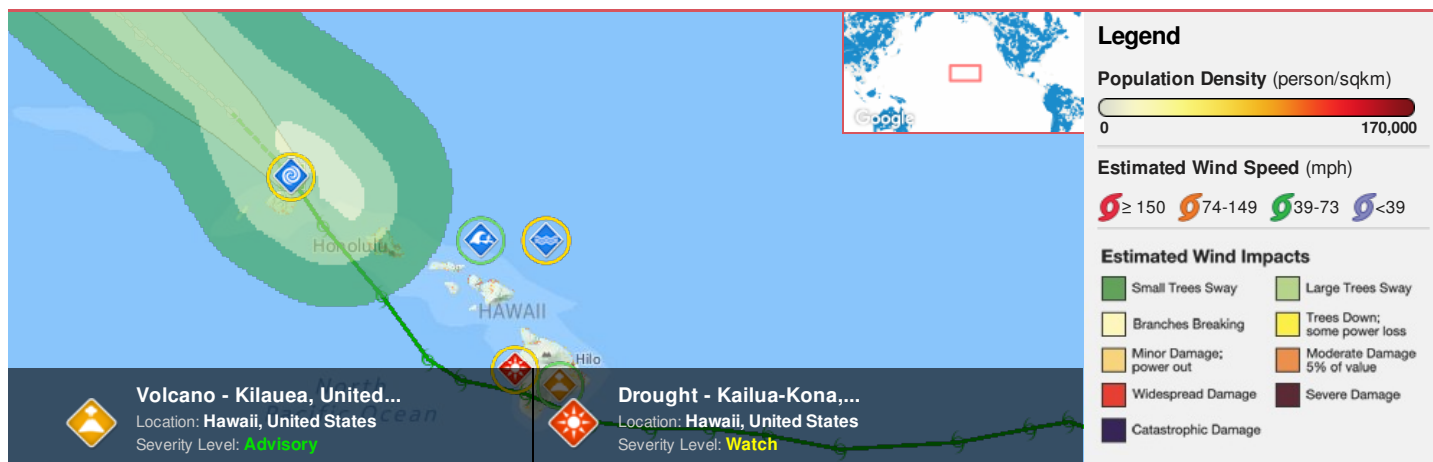 Google
Honolulu
HAWAII
Hilo
North
Pacific Ocean
Volcano - Kilauea, United...
Location: Hawaii, United States
Severity Level: Advisory
Drought - Kailua-Kona,...
Location: Hawaii, United States
Severity Level: Watch
Legend
Population Density (person/sqkm)
0 170,000
Estimated Wind Speed (mph)
≥ 150 74-149 39-73 <39
Estimated Wind Impacts
Small Trees Sway
Large Trees Sway
Branches Breaking
Trees Down;
some power loss
Minor Damage;
power out
Moderate Damage
5% of value
Widespread Damage
Severe Damage
Catastrophic Damage